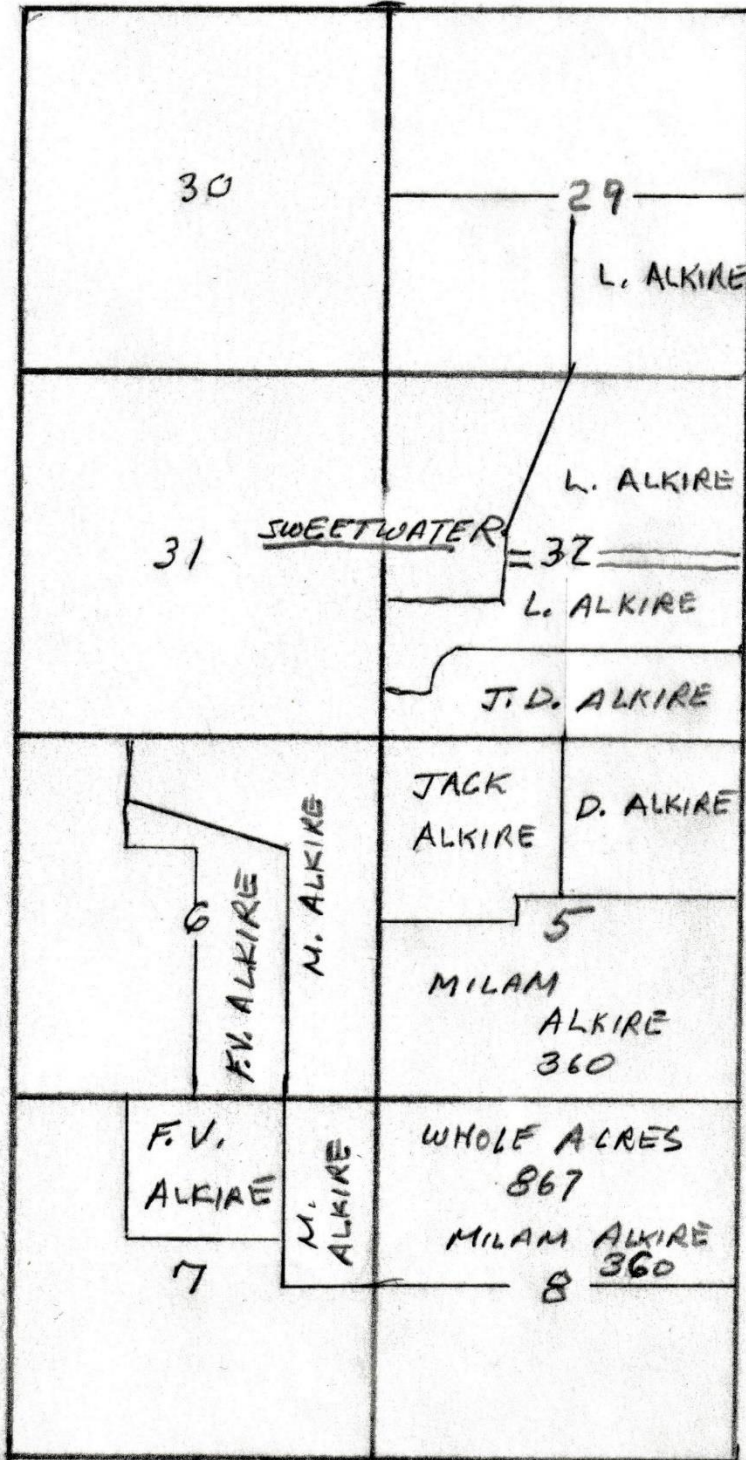 30
29
L. ALKIRE
L. ALKIRE
31
SWEETWATER
32
L. ALKIRE
J.D. ALKIRE
JACK
ALKIRE
D. ALKIRE
6
F.V. ALKIRE
M. ALKIRE
5
MILAM
ALKIRE
360
F.V.
ALKIRE
M.
ALKIRE
7
WHOLE ACRES
867
MILAM ALKIRE
360
8